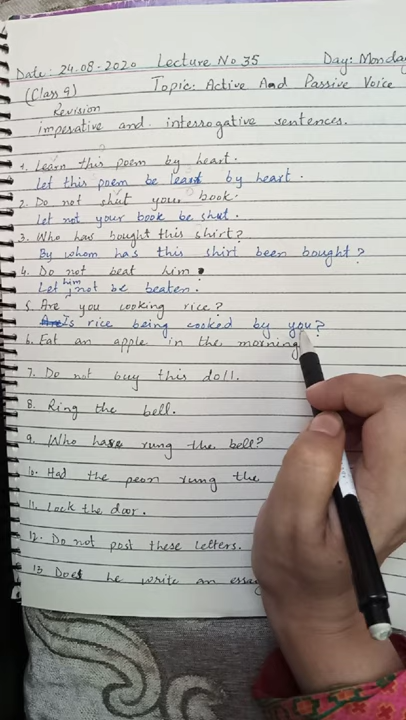 Date: 24.08.2020 Lecture No 35 Day: Monday
(Class 9) Topic: Active And Passive Voice
Revision
imperative and interrogative sentences.
1. Learn this poem by heart.
Let this poem be learnt by heart.
2. Do not shut your book.
Let not your book be shut.
3. Who has bought this shirt?
By whom has this shirt been bought?
4. Do not beat him.
Let him not be beaten.
5. Are you cooking rice?
Is rice being cooked by you?
6. Eat an apple in the morning
7. Do not buy this doll.
8. Ring the bell.
9. Who has rung the bell?
10. Had the peon rung the
11. Lock the door.
12. Do not post these letters.
13. Does he write an essay